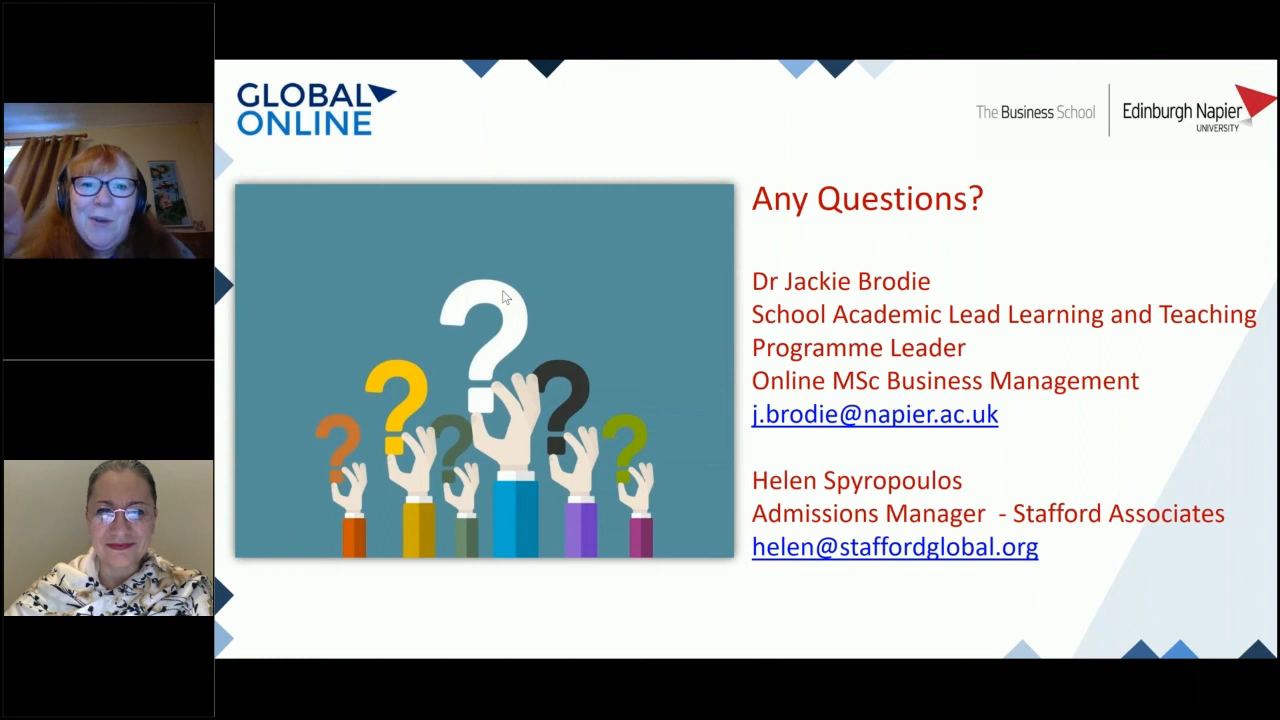 GLOBAL
ONLINE
The Business School
Edinburgh Napier
UNIVERSITY
Any Questions?
Dr Jackie Brodie
School Academic Lead Learning and Teaching
Programme Leader
Online MSc Business Management
j.brodie@napier.ac.uk
Helen Spyropoulos
Admissions Manager - Stafford Associates
helen@staffordglobal.org